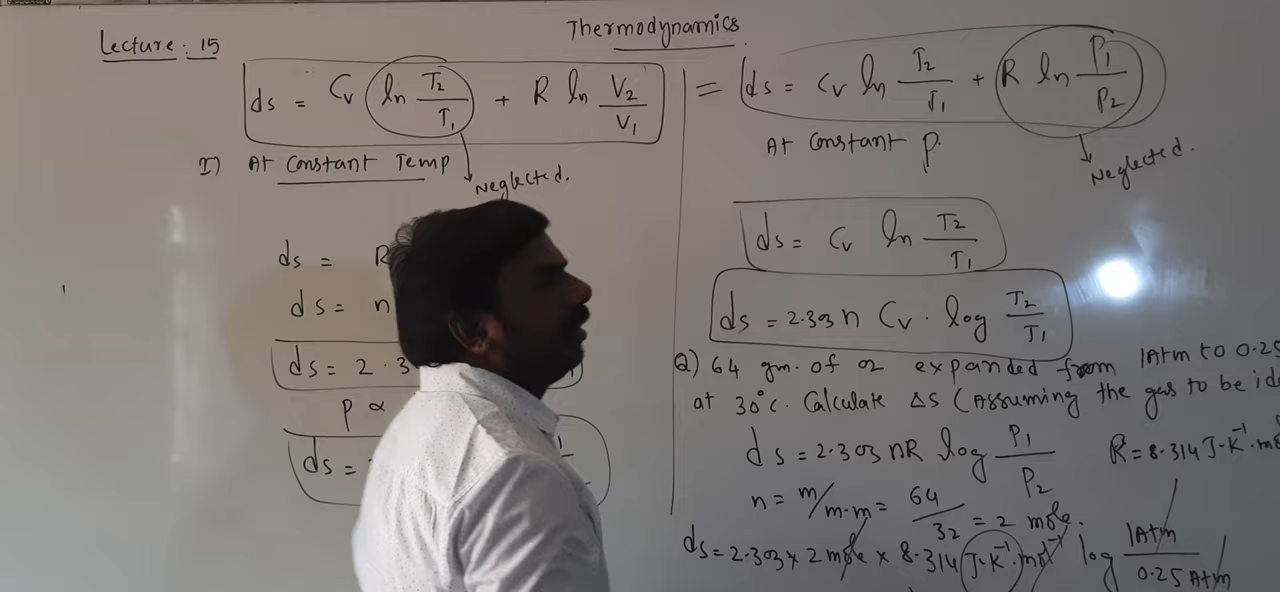 Lecture: 15
Thermodynamics
ds = Cv ln T2/T1 + R ln V2/V1
I) At Constant Temp
Neglected.
ds = R
ds = n
ds = 2.3
P ∝
ds =
= ds = Cv ln T2/T1 + R ln P1/P2
At Constant P.
Neglected.
ds = Cv ln T2/T1
ds = 2.303 n Cv . log T2/T1
Q) 64 gm. of O2 expanded from 1Atm to 0.25
at 30°C. Calculate ΔS (Assuming the gas to be id
ds = 2.303 nR log P1/P2
R = 8.314 J.K⁻¹.mo
n = m/m.m = 64/32 = 2 mole.
ds = 2.303 × 2 mole × 8.314 J.K⁻¹.mol⁻¹ log 1Atm/0.25 Atm